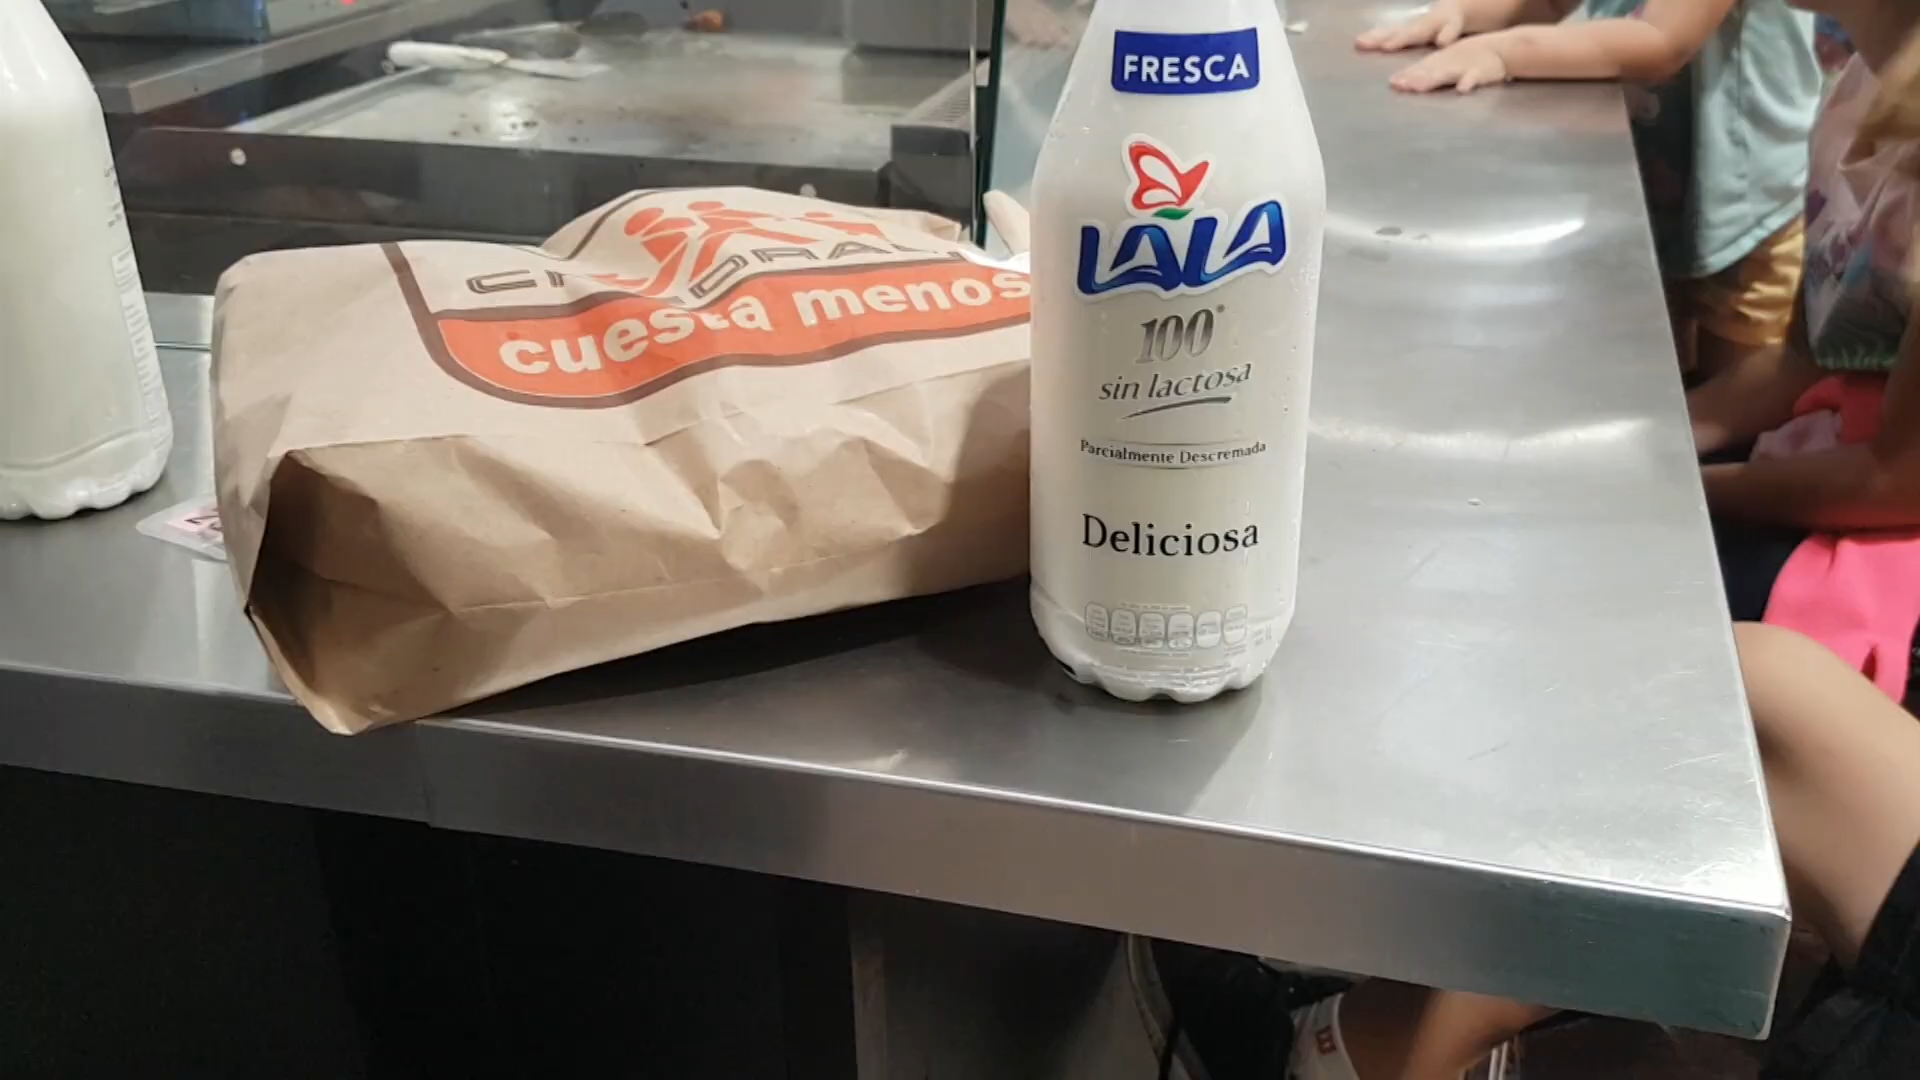 FRESCA
LALA
100
sin lactosa
Parcialmente Descremada
Deliciosa
cuesta menos